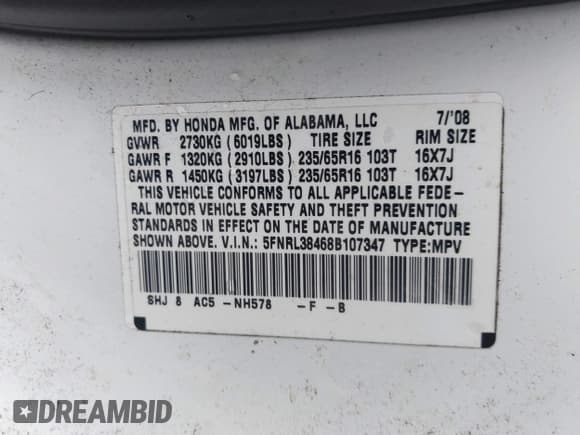 MFD. BY HONDA MFG. OF ALABAMA, LLC 7/'08
GVWR 2730KG (6019LBS) TIRE SIZE RIM SIZE
GAWR F 1320KG (2910LBS) 235/65R16 103T 16X7J
GAWR R 1450KG (3197LBS) 235/65R16 103T 16X7J
THIS VEHICLE CONFORMS TO ALL APPLICABLE FEDE-
RAL MOTOR VEHICLE SAFETY AND THEFT PREVENTION
STANDARDS IN EFFECT ON THE DATE OF MANUFACTURE
SHOWN ABOVE. V.I.N.: 5FNRL38468B107347 TYPE:MPV
SHJ 8 AC5 -NH578 -F -B
DREAMBID